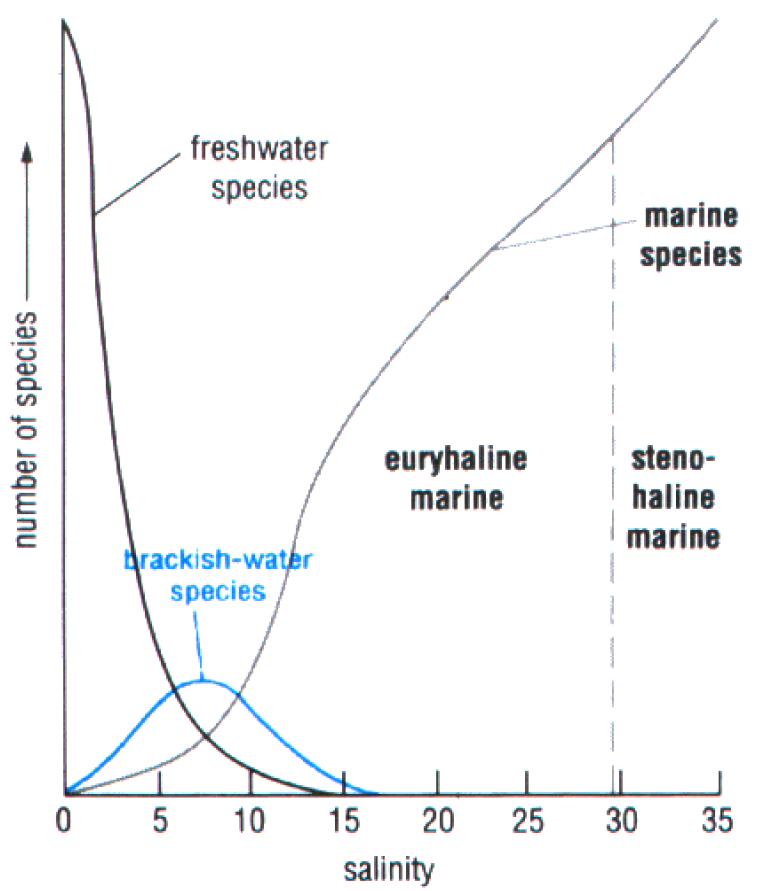 freshwater
species
marine
species
number of species
euryhaline
marine
steno-
haline
marine
brackish-water
species
0 5 10 15 20 25 30 35
salinity